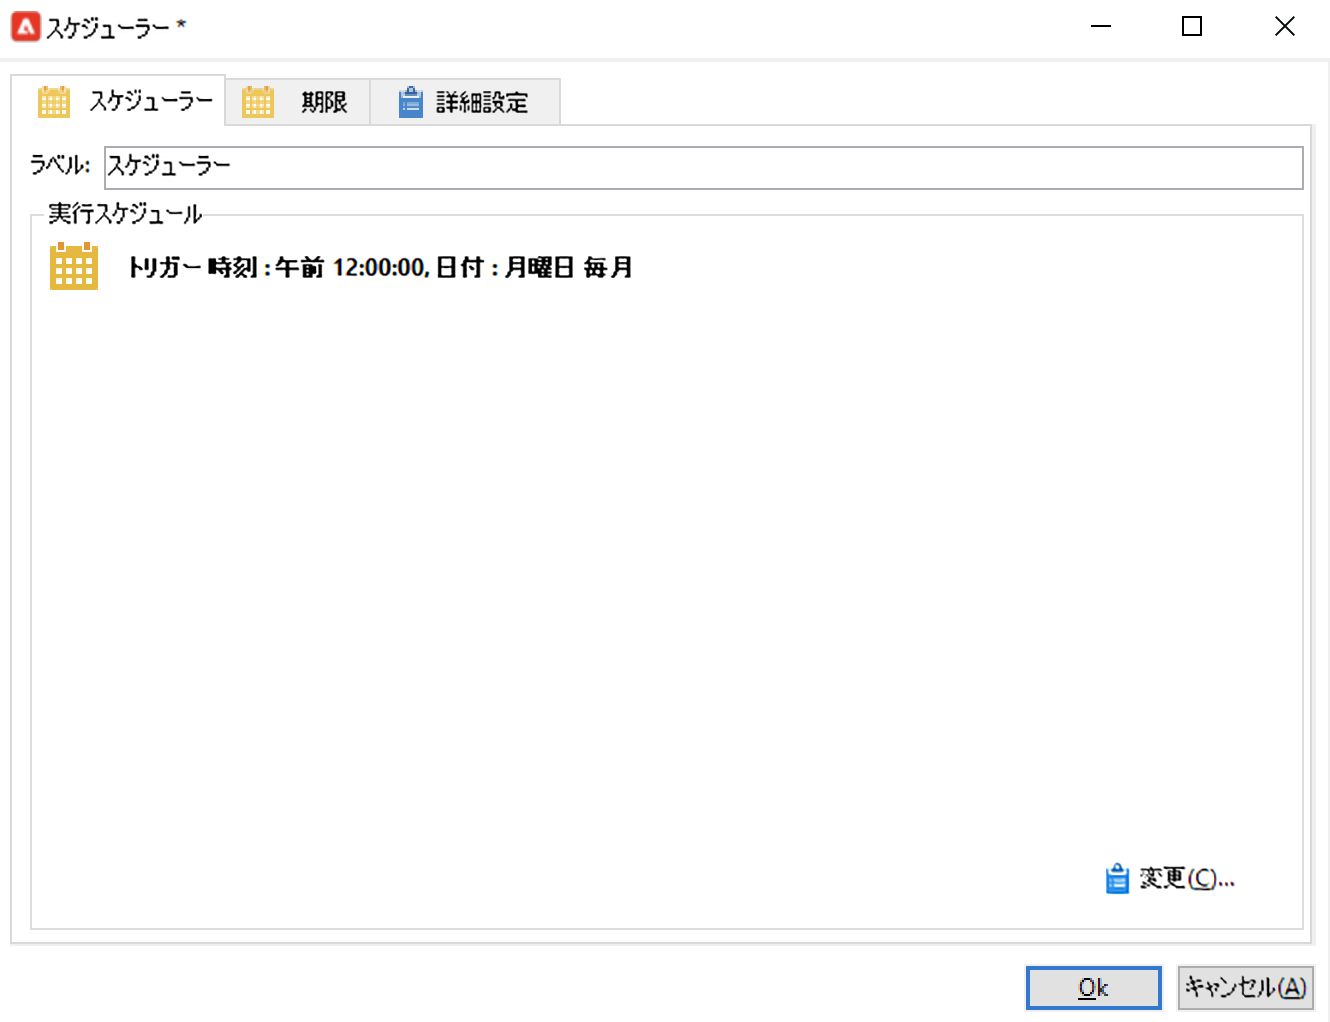 スケジューラー *
スケジューラー 期限 詳細設定
ラベル: スケジューラー
実行スケジュール
トリガー 時刻 : 午前 12:00:00, 日付 : 月曜日 毎月
変更(C)...
Ok キャンセル(A)